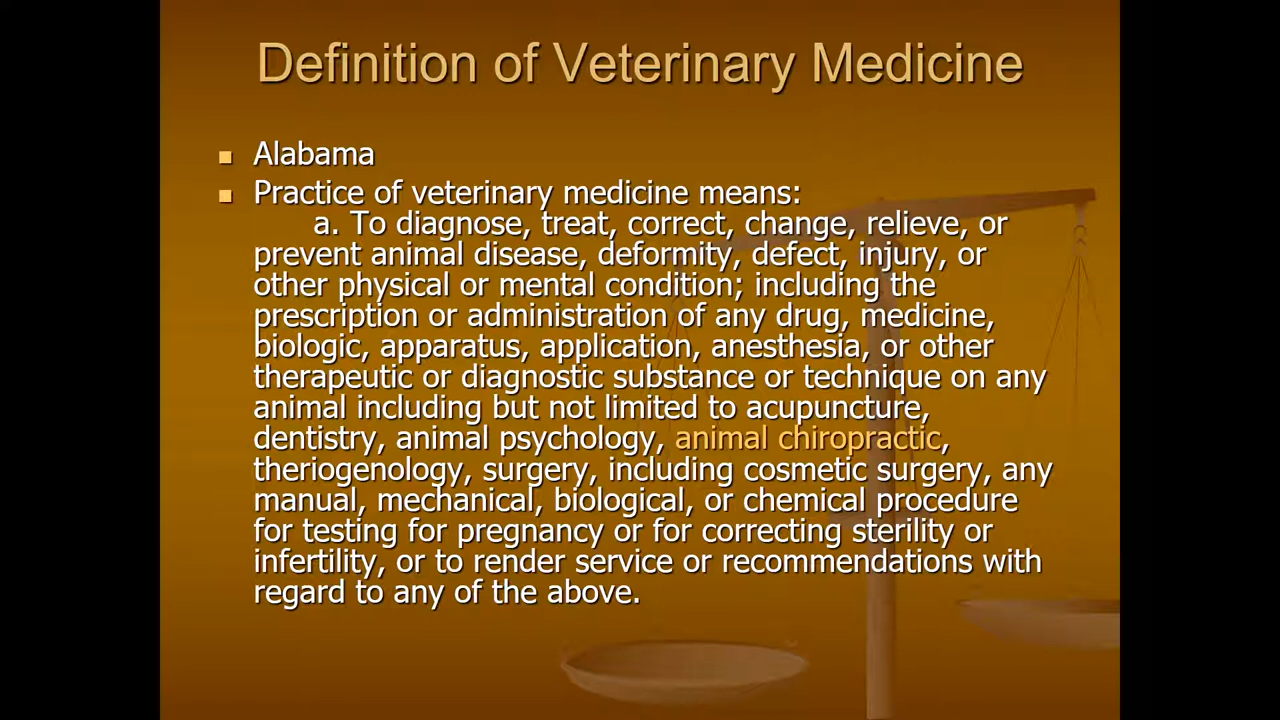 Definition of Veterinary Medicine
Alabama
Practice of veterinary medicine means:
a. To diagnose, treat, correct, change, relieve, or
prevent animal disease, deformity, defect, injury, or
other physical or mental condition; including the
prescription or administration of any drug, medicine,
biologic, apparatus, application, anesthesia, or other
therapeutic or diagnostic substance or technique on any
animal including but not limited to acupuncture,
dentistry, animal psychology, animal chiropractic,
theriogenology, surgery, including cosmetic surgery, any
manual, mechanical, biological, or chemical procedure
for testing for pregnancy or for correcting sterility or
infertility, or to render service or recommendations with
regard to any of the above.